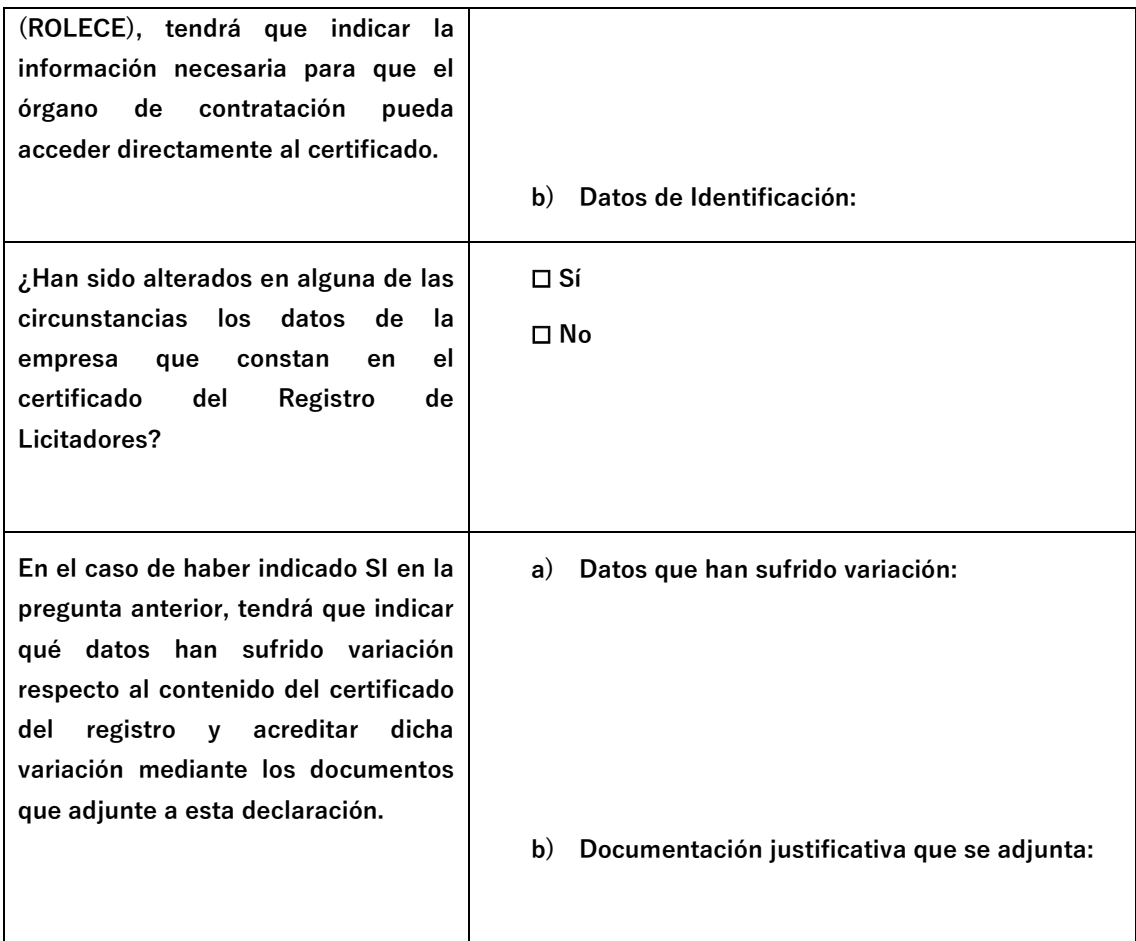 (ROLECE), tendrá que indicar la
información necesaria para que el
órgano de contratación pueda
acceder directamente al certificado.
b) Datos de Identificación:
¿Han sido alterados en alguna de las
circunstancias los datos de la
empresa que constan en el
certificado del Registro de
Licitadores?
☐ Sí
☐ No
En el caso de haber indicado SI en la
pregunta anterior, tendrá que indicar
qué datos han sufrido variación
respecto al contenido del certificado
del registro y acreditar dicha
variación mediante los documentos
que adjunte a esta declaración.
a) Datos que han sufrido variación:
b) Documentación justificativa que se adjunta: